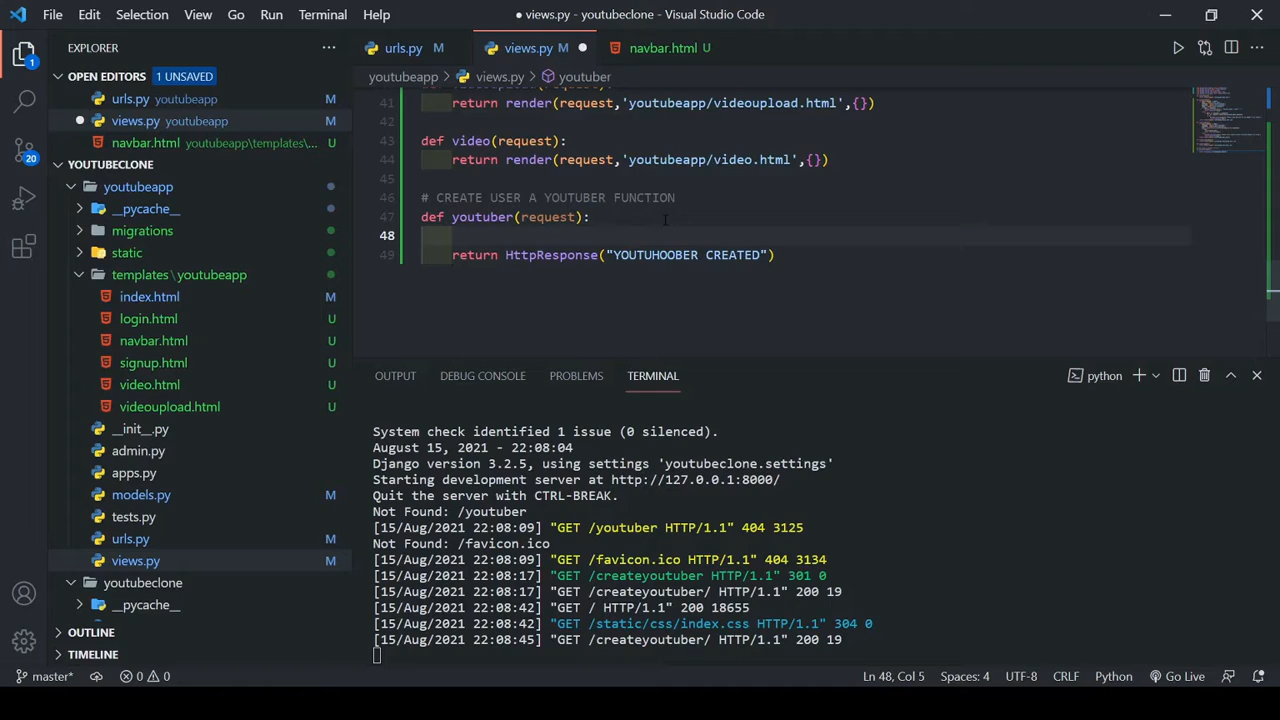 File Edit Selection View Go Run Terminal Help
● views.py - youtubeclone - Visual Studio Code
EXPLORER
urls.py M
views.py M
navbar.html U
OPEN EDITORS 1 UNSAVED
youtubeapp > views.py > youtuber
urls.py youtubeapp M
views.py youtubeapp M
navbar.html youtubeapp\templates\... U
YOUTUBECLONE
youtubeapp
__pycache__
migrations
static
templates\youtubeapp
index.html M
login.html U
navbar.html U
signup.html U
video.html U
videoupload.html U
__init__.py
admin.py
apps.py
models.py M
tests.py
urls.py M
views.py M
youtubeclone
__pycache__
OUTLINE
TIMELINE
1
20
41 return render(request,'youtubeapp/videoupload.html',{})
42
43 def video(request):
44 return render(request,'youtubeapp/video.html',{})
45
46 # CREATE USER A YOUTUBER FUNCTION
47 def youtuber(request):
48
49 return HttpResponse("YOUTUHOOBER CREATED")
OUTPUT DEBUG CONSOLE PROBLEMS TERMINAL
python
System check identified 1 issue (0 silenced).
August 15, 2021 - 22:08:04
Django version 3.2.5, using settings 'youtubeclone.settings'
Starting development server at http://127.0.0.1:8000/
Quit the server with CTRL-BREAK.
Not Found: /youtuber
[15/Aug/2021 22:08:09] "GET /youtuber HTTP/1.1" 404 3125
Not Found: /favicon.ico
[15/Aug/2021 22:08:09] "GET /favicon.ico HTTP/1.1" 404 3134
[15/Aug/2021 22:08:17] "GET /createyoutuber HTTP/1.1" 301 0
[15/Aug/2021 22:08:17] "GET /createyoutuber/ HTTP/1.1" 200 19
[15/Aug/2021 22:08:42] "GET / HTTP/1.1" 200 18655
[15/Aug/2021 22:08:42] "GET /static/css/index.css HTTP/1.1" 304 0
[15/Aug/2021 22:08:45] "GET /createyoutuber/ HTTP/1.1" 200 19
master* 0 0 Ln 48, Col 5 Spaces: 4 UTF-8 CRLF Python Go Live